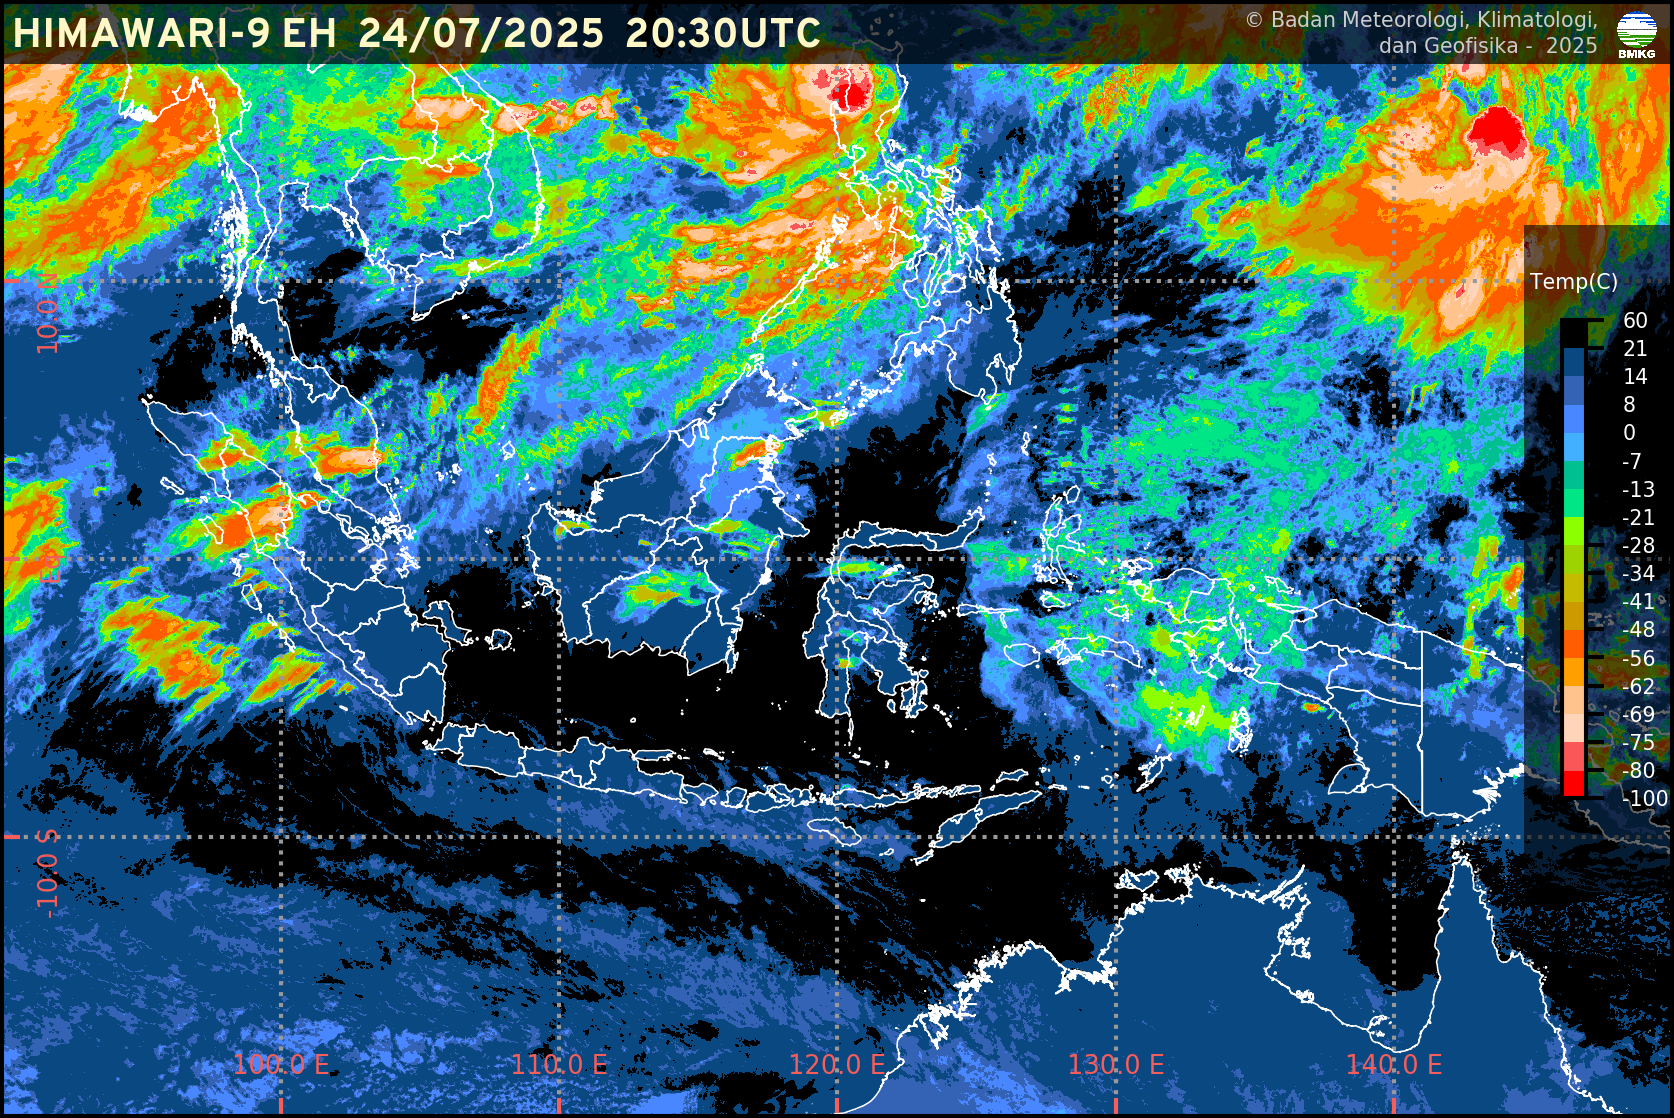 HIMAWARI-9 EH 24/07/2025 20:30UTC
© Badan Meteorologi, Klimatologi,
dan Geofisika - 2025
BMKG
Temp(C)
60
21
14
8
0
-7
-13
-21
-28
-34
-41
-48
-56
-62
-69
-75
-80
-100
10.0 N
EQ
-10.0 S
100.0 E
110.0 E
120.0 E
130.0 E
140.0 E